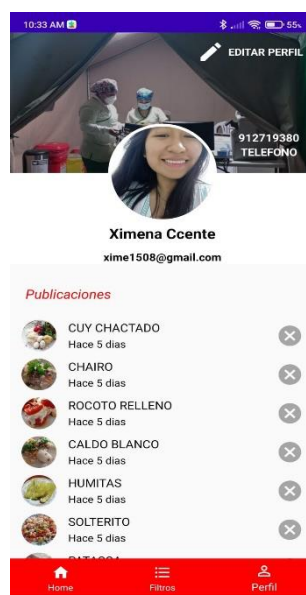 10:33 AM
55%
EDITAR PERFIL
912719380
TELEFONO
Ximena Ccente
xime1508@gmail.com
Publicaciones
CUY CHACTADO
Hace 5 dias
CHAIRO
Hace 5 dias
ROCOTO RELLENO
Hace 5 dias
CALDO BLANCO
Hace 5 dias
HUMITAS
Hace 5 dias
SOLTERITO
Hace 5 dias
Home Filtros Perfil